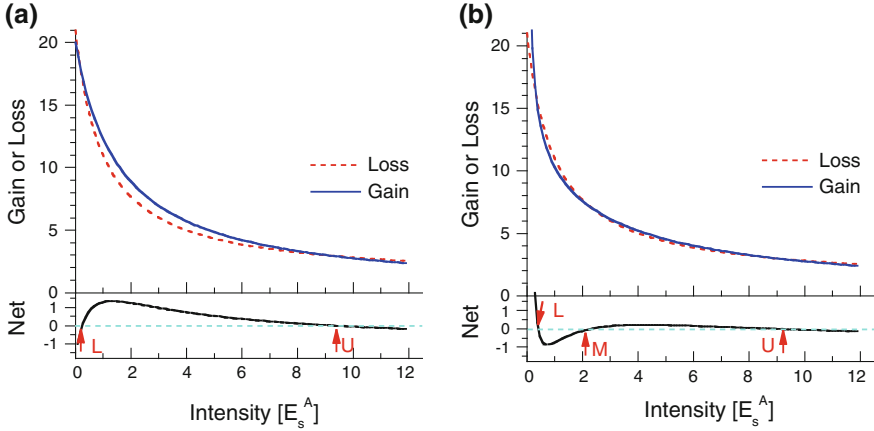 (a)
20
15
10
5
0
Gain or Loss
Loss
Gain
1
0
-1
Net
L
U
0 2 4 6 8 10 12
Intensity [E_s^A]
(b)
20
15
10
5
0
Gain or Loss
Loss
Gain
1
0
-1
Net
L
M
U
0 2 4 6 8 10 12
Intensity [E_s^A]